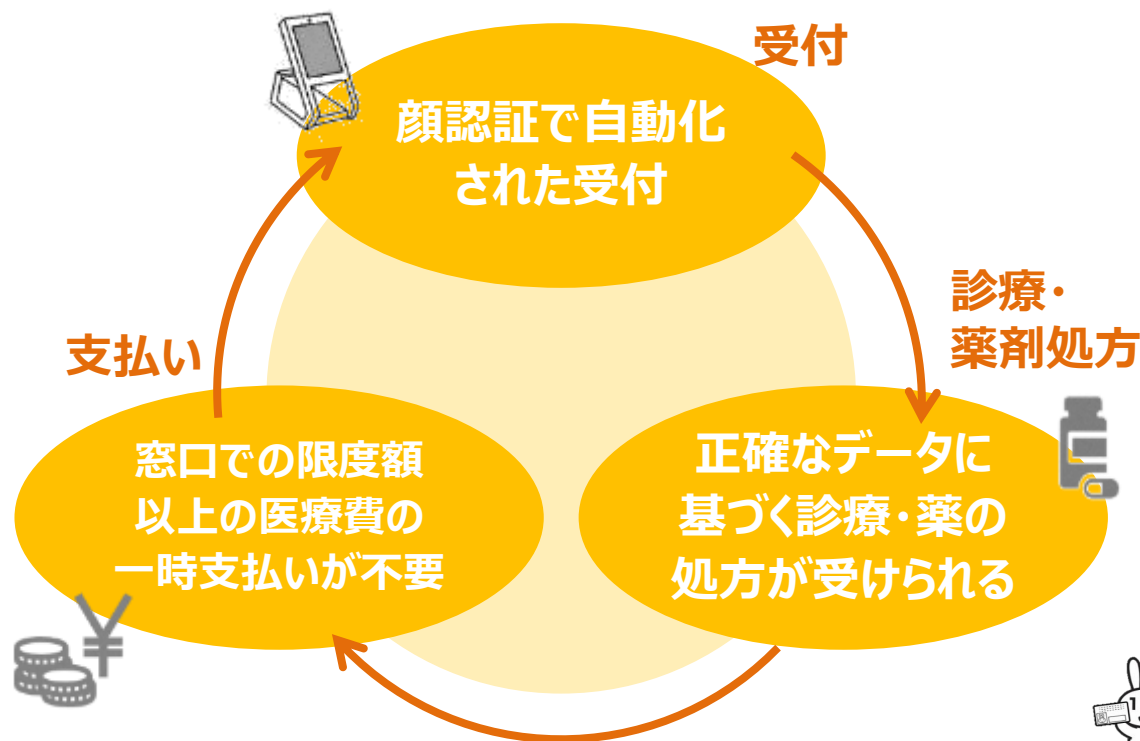 受付
顔認証で自動化
された受付
診療・
薬剤処方
正確なデータに
基づく診療・薬の
処方が受けられる
支払い
窓口での限度額
以上の医療費の
一時支払いが不要
¥